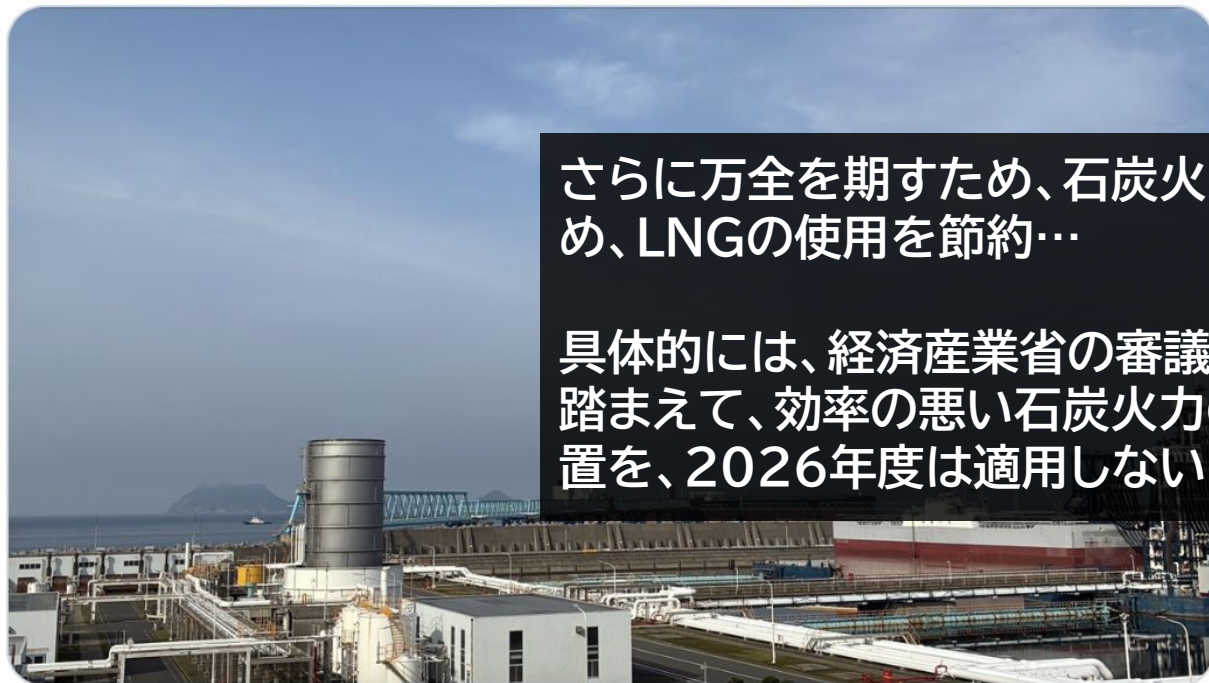 さらに万全を期すため、石炭火
め、LNGの使用を節約…
具体的には、経済産業省の審議
踏まえて、効率の悪い石炭火力
置を、2026年度は適用しない